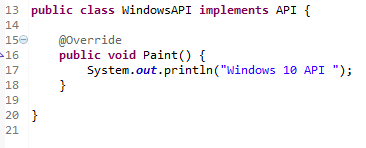 13 public class WindowsAPI implements API {
14
15 @Override
16 public void Paint() {
17 System.out.println("Windows 10 API ");
18 }
19
20 }
21